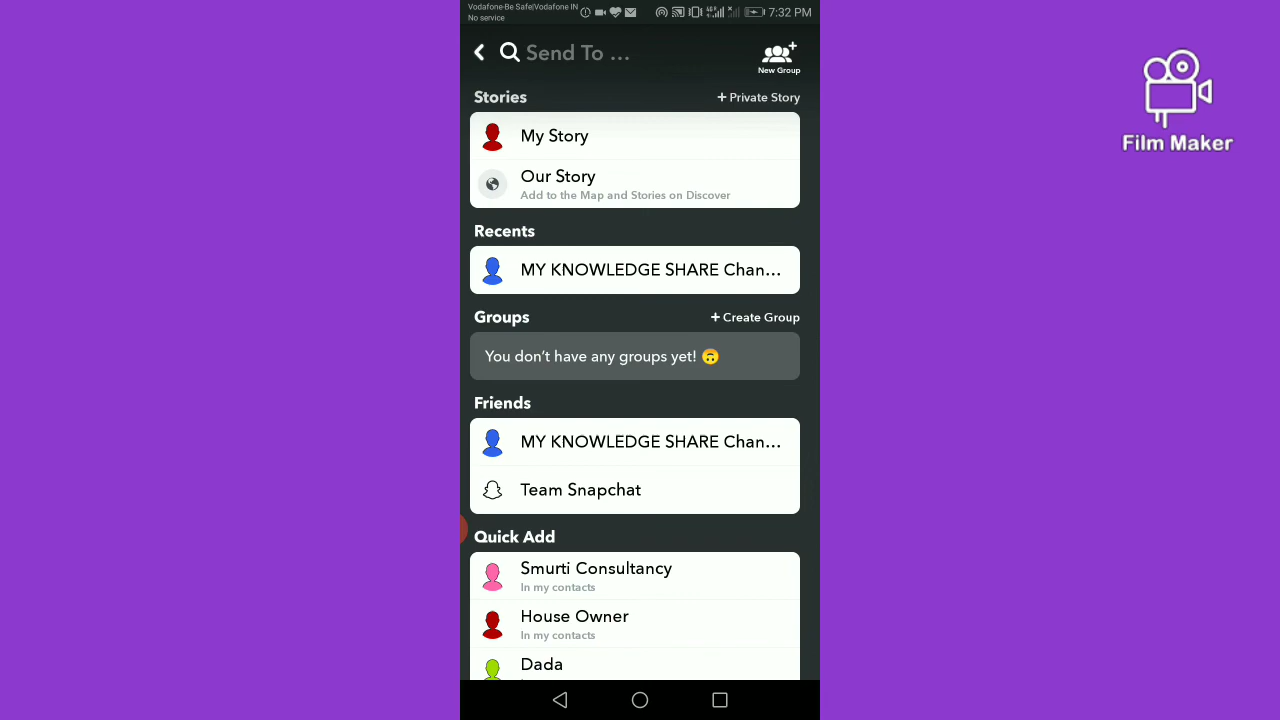 Vodafone-Be Safe|Vodafone IN
No service
7:32 PM
Send To ...
New Group
Stories
+ Private Story
My Story
Our Story
Add to the Map and Stories on Discover
Recents
MY KNOWLEDGE SHARE Chan...
Groups
+ Create Group
You don't have any groups yet! 🙃
Friends
MY KNOWLEDGE SHARE Chan...
Team Snapchat
Quick Add
Smurti Consultancy
In my contacts
House Owner
In my contacts
Dada
Film Maker